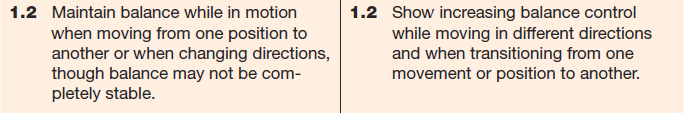 1.2 Maintain balance while in motion
when moving from one position to
another or when changing directions,
though balance may not be com-
pletely stable.
1.2 Show increasing balance control
while moving in different directions
and when transitioning from one
movement or position to another.